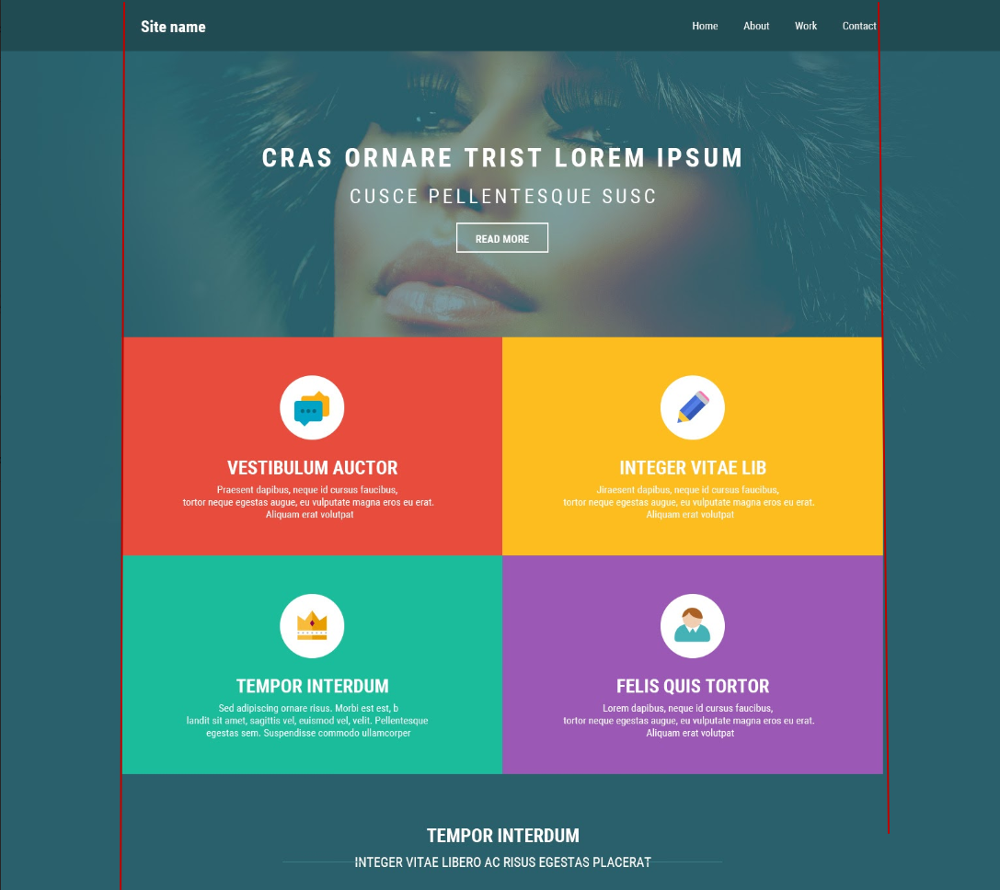 Site name
Home About Work Contact
CRAS ORNARE TRIST LOREM IPSUM
CUSCE PELLENTESQUE SUSC
READ MORE
VESTIBULUM AUCTOR
Praesent dapibus, neque id cursus faucibus,
tortor neque egestas augue, eu vulputate magna eros eu erat.
Aliquam erat volutpat
INTEGER VITAE LIB
Jiraesent dapibus, neque id cursus faucibus,
tortor neque egestas augue, eu vulputate magna eros eu erat.
Aliquam erat volutpat
TEMPOR INTERDUM
Sed adipiscing ornare risus. Morbi est est, b
landit sit amet, sagittis vel, euismod vel, velit. Pellentesque
egestas sem. Suspendisse commodo ullamcorper
FELIS QUIS TORTOR
Lorem dapibus, neque id cursus faucibus,
tortor neque egestas augue, eu vulputate magna eros eu erat.
Aliquam erat volutpat
TEMPOR INTERDUM
INTEGER VITAE LIBERO AC RISUS EGESTAS PLACERAT